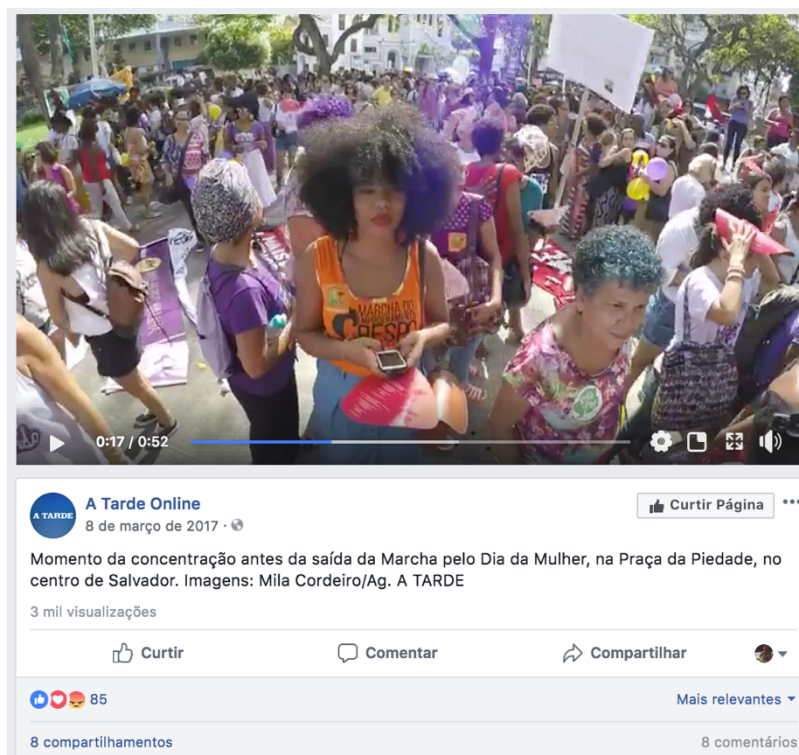 MARCHA DO
CRESPO
0:17 / 0:52
A TARDE
A Tarde Online
8 de março de 2017 ·
Curtir Página
Momento da concentração antes da saída da Marcha pelo Dia da Mulher, na Praça da Piedade, no
centro de Salvador. Imagens: Mila Cordeiro/Ag. A TARDE
3 mil visualizações
Curtir
Comentar
Compartilhar
85
Mais relevantes
8 compartilhamentos
8 comentários